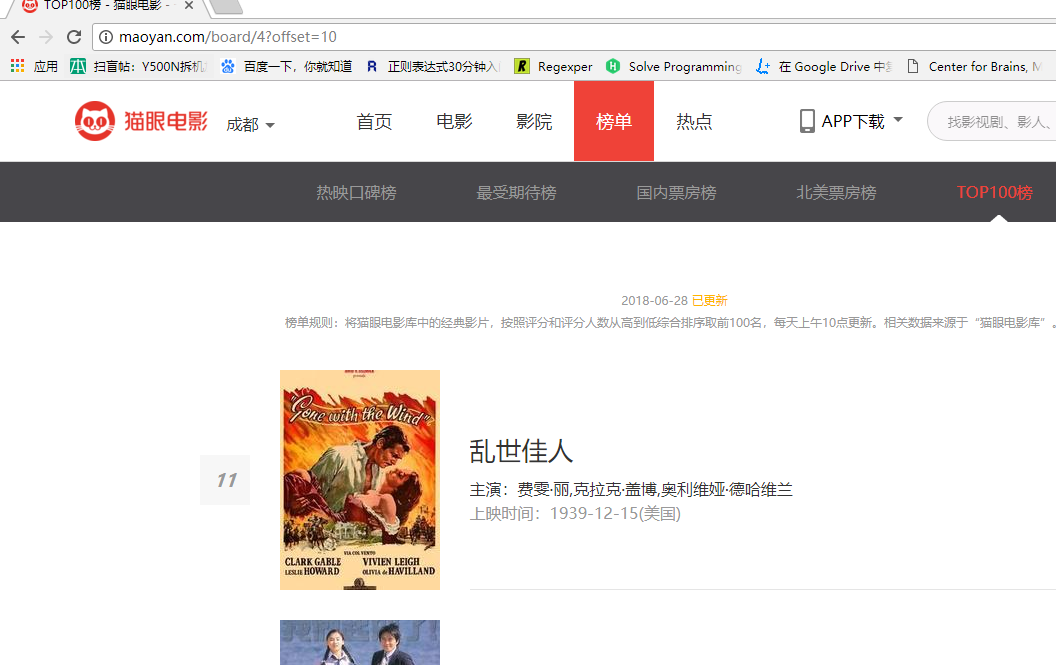 TOP100榜 - 猫眼电影 -
maoyan.com/board/4?offset=10
应用 扫盲帖：Y500N拆机 百度一下，你就知道 正则表达式30分钟入 Regexper Solve Programming 在 Google Drive 中 Center for Brains, M
猫眼电影 成都 首页 电影 影院 榜单 热点 APP下载 找影视剧、影人、
热映口碑榜 最受期待榜 国内票房榜 北美票房榜 TOP100榜
2018-06-28 已更新
榜单规则：将猫眼电影库中的经典影片，按照评分和评分人数从高到低综合排序取前100名，每天上午10点更新。相关数据来源于“猫眼电影库”。
Gone with the Wind"
乱世佳人
11
主演：费雯·丽,克拉克·盖博,奥利维娅·德哈维兰
上映时间：1939-12-15(美国)
CLARK GABLE VIVIEN LEIGH
LESLIE HOWARD OLIVIA de HAVILLAND